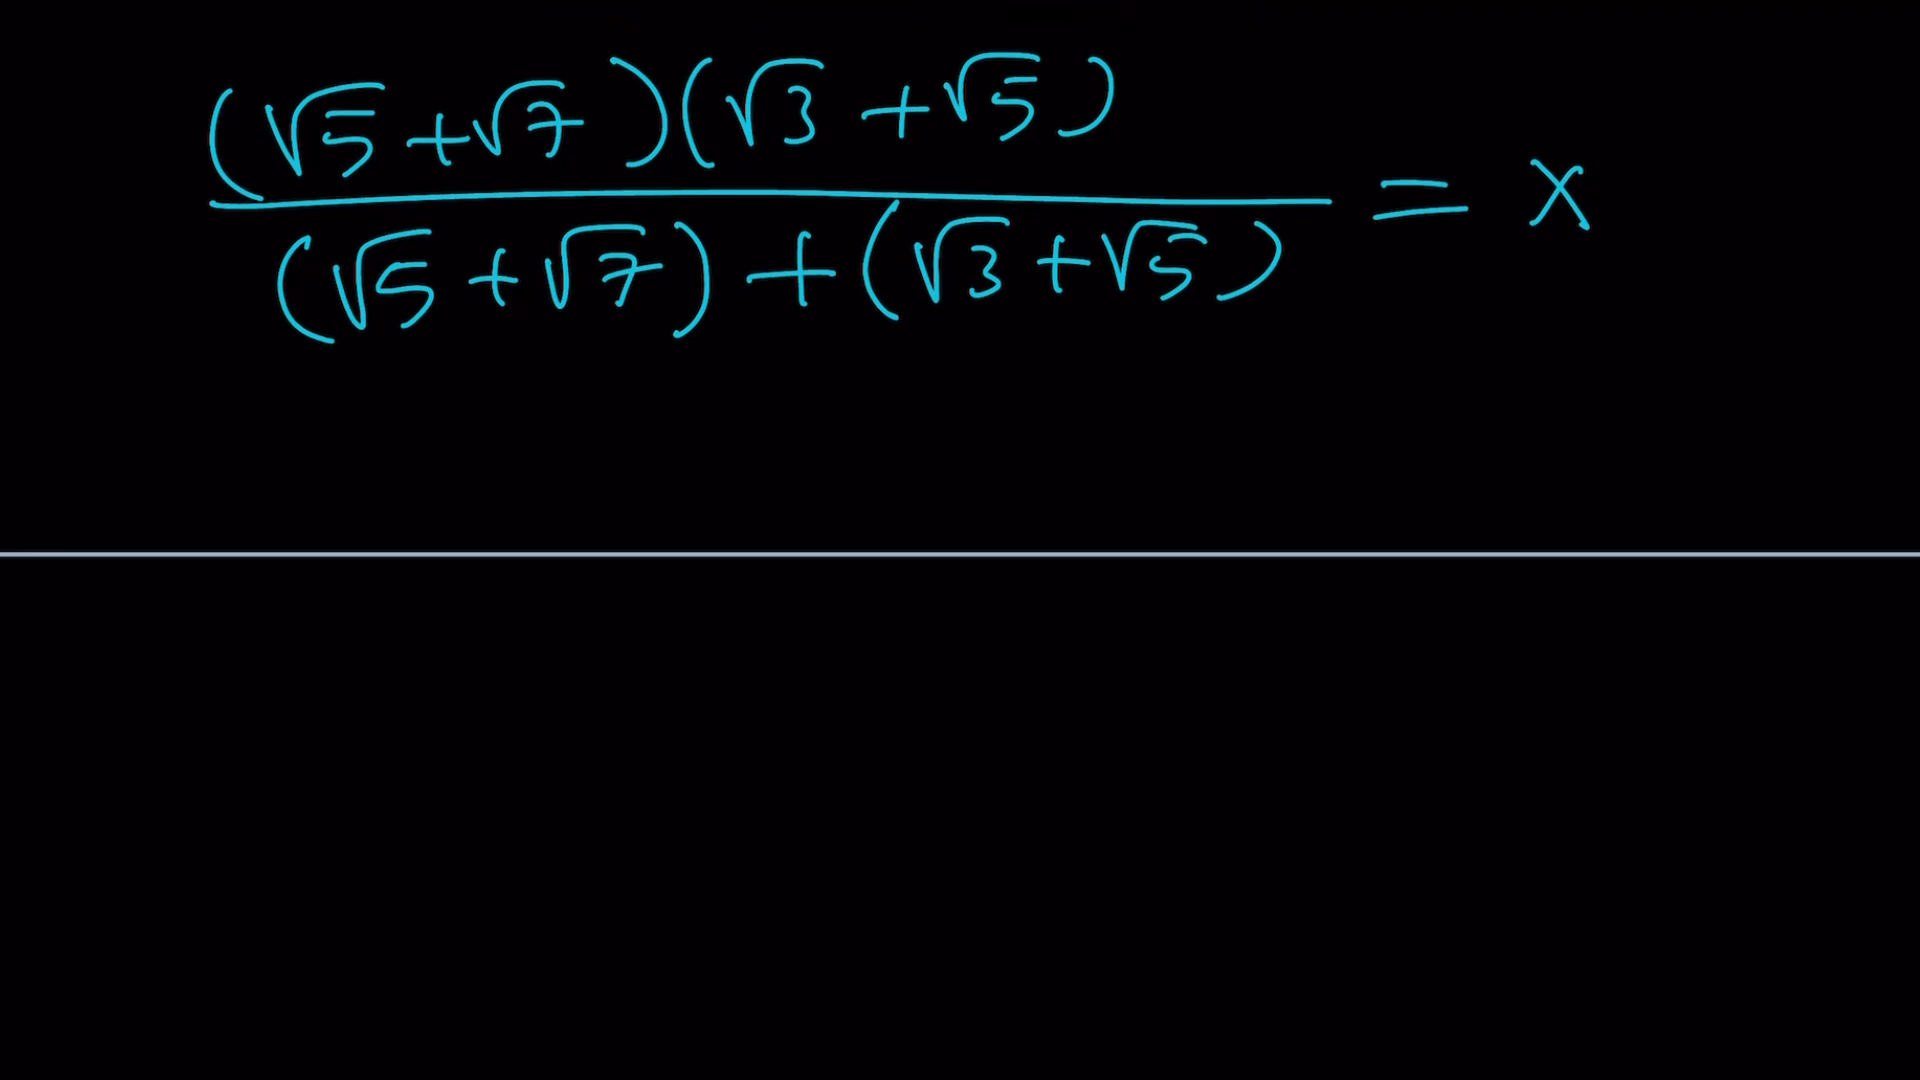 (√5 + √7)(√3 + √5)
(√5 + √7) + (√3 + √5) = x